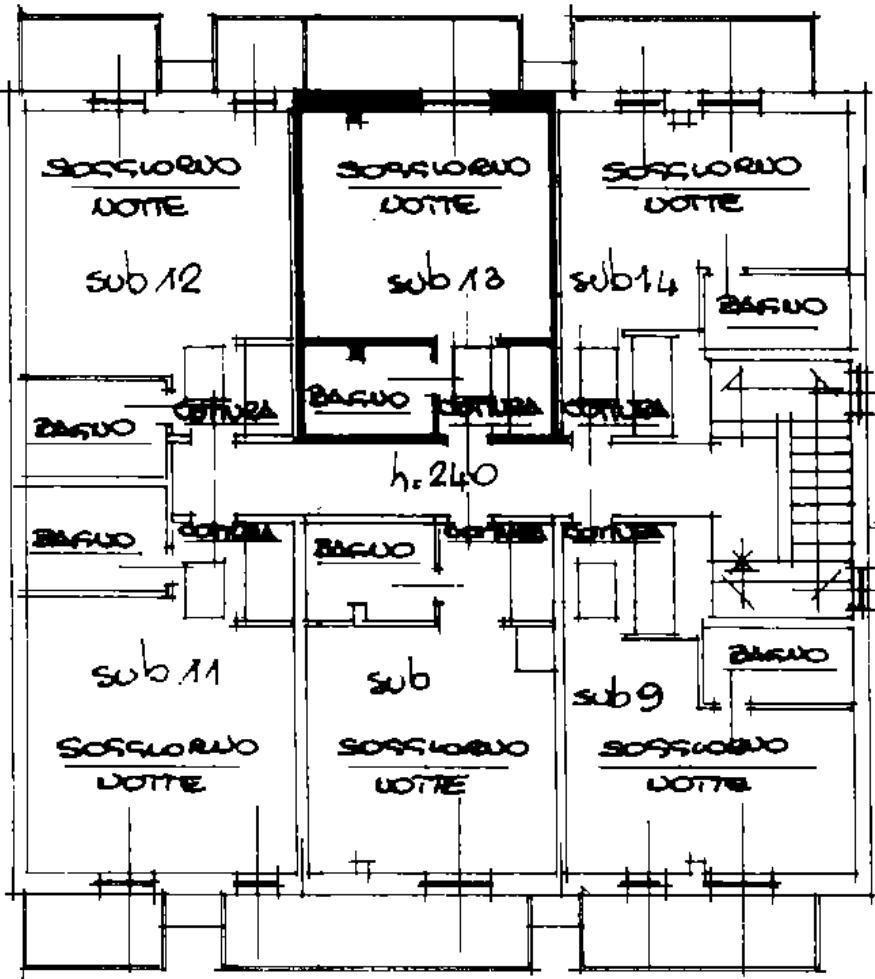 SOGGIORNO
NOTTE
SOGGIORNO
NOTTE
SOGGIORNO
NOTTE
sub 12
sub 13
sub 14
BAGNO
BAGNO
COTTURA
BAGNO
COTTURA
COTTURA
h. 240
BAGNO
COTTURA
BAGNO
COTTURA
COTTURA
sub 11
sub
sub 9
BAGNO
SOGGIORNO
NOTTE
SOGGIORNO
NOTTE
SOGGIORNO
NOTTE